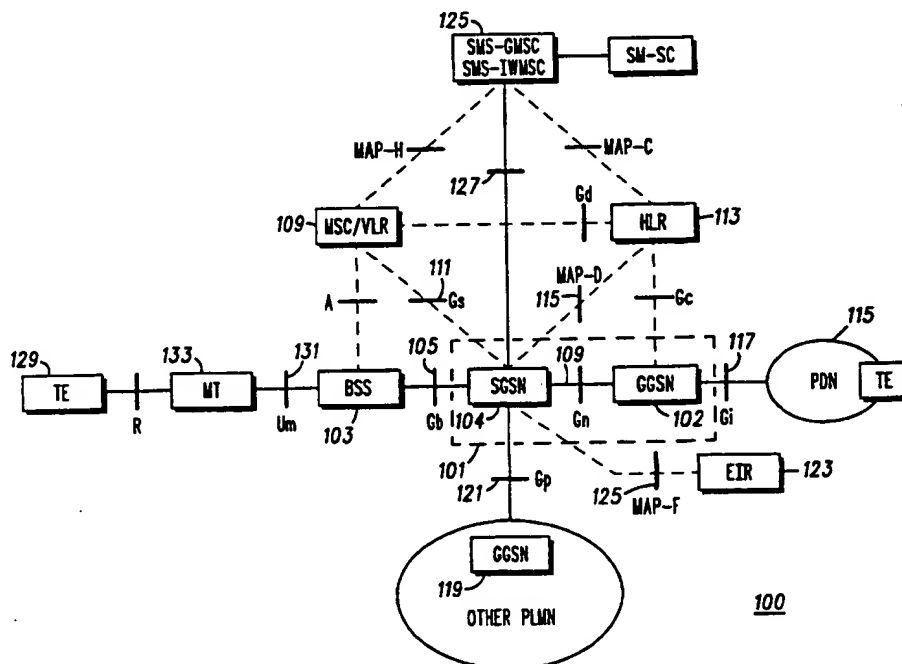 125
SMS-GMSC
SMS-IWMSC
SM-SC
MAP-H
MAP-C
127
Gd
109
MSC/VLR
HLR
113
111
MAP-D
A
Gs
115
Gc
115
133
131
105
109
117
129
TE
MT
BSS
SGSN
GGSN
PDN
TE
R
Um
103
Gb
104
Gn
102
Gi
101
121
Gp
125
MAP-F
EIR
123
GGSN
119
OTHER PLMN
100